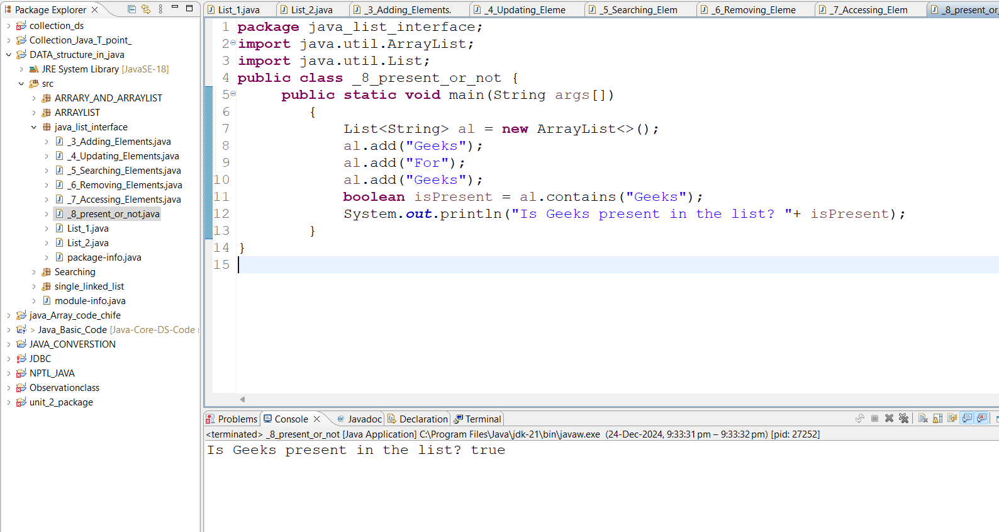 Package Explorer
collection_ds
Collection_Java_T_point_
DATA_structure_in_java
JRE System Library [JavaSE-18]
src
ARRARY_AND_ARRAYLIST
ARRAYLIST
java_list_interface
_3_Adding_Elements.java
_4_Updating_Elements.java
_5_Searching_Elements.java
_6_Removing_Elements.java
_7_Accessing_Elements.java
_8_present_or_not.java
List_1.java
List_2.java
package-info.java
Searching
single_linked_list
module-info.java
java_Array_code_chife
> Java_Basic_Code [Java-Core-DS-Code
JAVA_CONVERSTION
JDBC
NPTL_JAVA
Observationclass
unit_2_package
List_1.java List_2.java _3_Adding_Elements. _4_Updating_Eleme _5_Searching_Elem _6_Removing_Eleme _7_Accessing_Elem _8_present_or_
1 package java_list_interface;
2 import java.util.ArrayList;
3 import java.util.List;
4 public class _8_present_or_not {
5 public static void main(String args[])
6 {
7 List<String> al = new ArrayList<>();
8 al.add("Geeks");
9 al.add("For");
10 al.add("Geeks");
11 boolean isPresent = al.contains("Geeks");
12 System.out.println("Is Geeks present in the list? "+ isPresent);
13 }
14 }
15
Problems Console @ Javadoc Declaration Terminal
<terminated> _8_present_or_not [Java Application] C:\Program Files\Java\jdk-21\bin\javaw.exe (24-Dec-2024, 9:33:31 pm – 9:33:32 pm) [pid: 27252]
Is Geeks present in the list? true